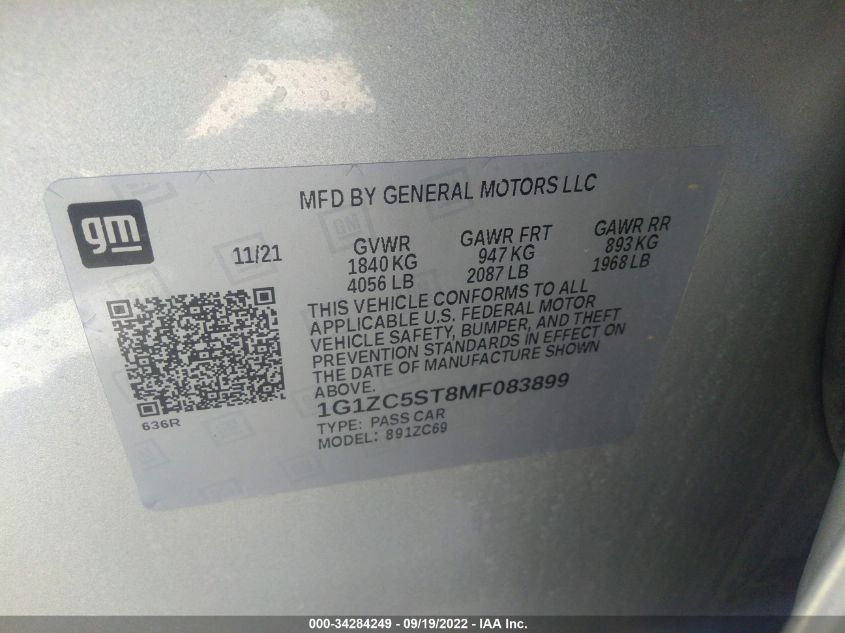 MFD BY GENERAL MOTORS LLC
gm
11/21
GVWR
1840 KG
4056 LB
GAWR FRT
947 KG
2087 LB
GAWR RR
893 KG
1968 LB
THIS VEHICLE CONFORMS TO ALL
APPLICABLE U.S. FEDERAL MOTOR
VEHICLE SAFETY, BUMPER, AND THEFT
PREVENTION STANDARDS IN EFFECT ON
THE DATE OF MANUFACTURE SHOWN
ABOVE.
1G1ZC5ST8MF083899
TYPE: PASS CAR
MODEL: 891ZC69
636R
000-34284249 - 09/19/2022 - IAA Inc.